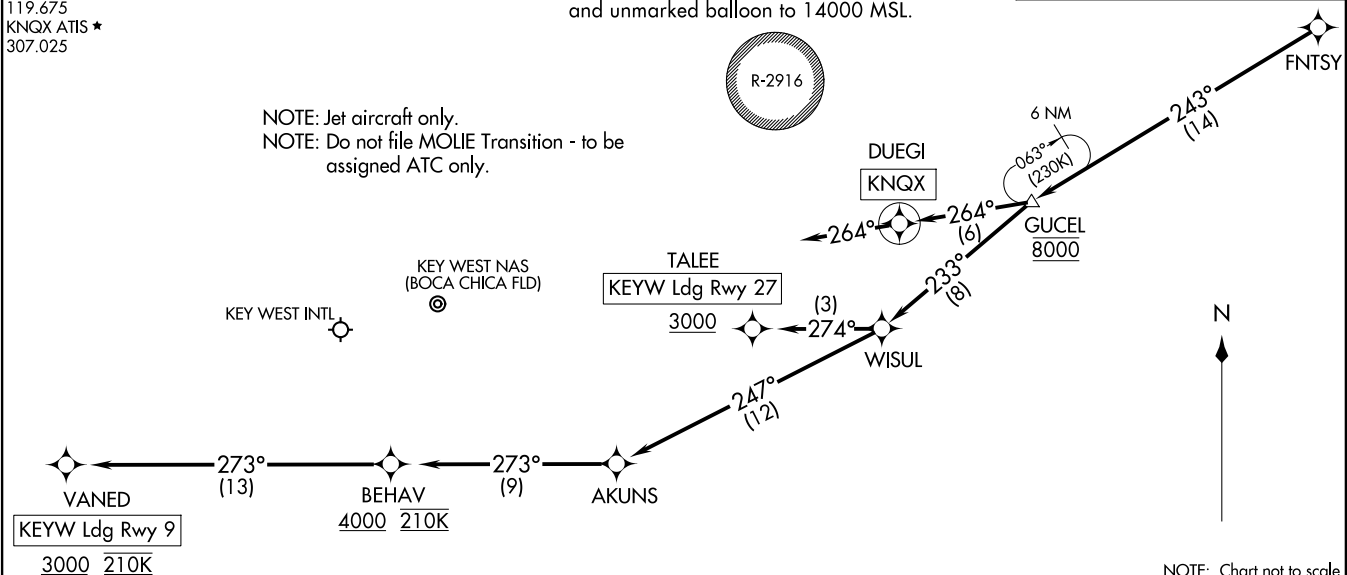 119.675
KNQX ATIS ★
307.025
and unmarked balloon to 14000 MSL.
R-2916
FNTSY
NOTE: Jet aircraft only.
NOTE: Do not file MOLIE Transition - to be
assigned ATC only.
243°
(14)
6 NM
063°
(230K)
DUEGI
KNQX
264°
264°
(6)
GUCEL
8000
KEY WEST NAS
(BOCA CHICA FLD)
KEY WEST INTL
TALEE
KEYW Ldg Rwy 27
3000
(3)
274°
233°
(8)
WISUL
N
247°
(12)
273°
(13)
273°
(9)
VANED
KEYW Ldg Rwy 9
3000 210K
BEHAV
4000 210K
AKUNS
NOTE: Chart not to scale